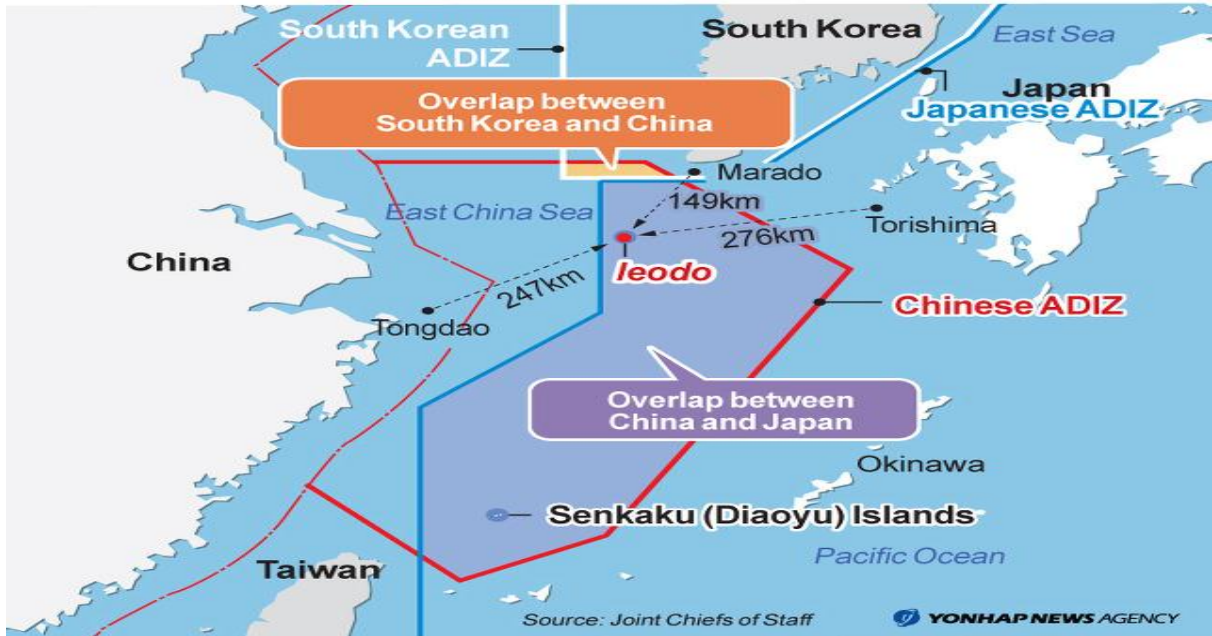 South Korean
ADIZ
South Korea
East Sea
Japan
Japanese ADIZ
Overlap between
South Korea and China
Marado
149km
East China Sea
Torishima
276km
China
Ieodo
247km
Chinese ADIZ
Tongdao
Overlap between
China and Japan
Okinawa
Senkaku (Diaoyu) Islands
Pacific Ocean
Taiwan
Source: Joint Chiefs of Staff
YONHAP NEWS AGENCY